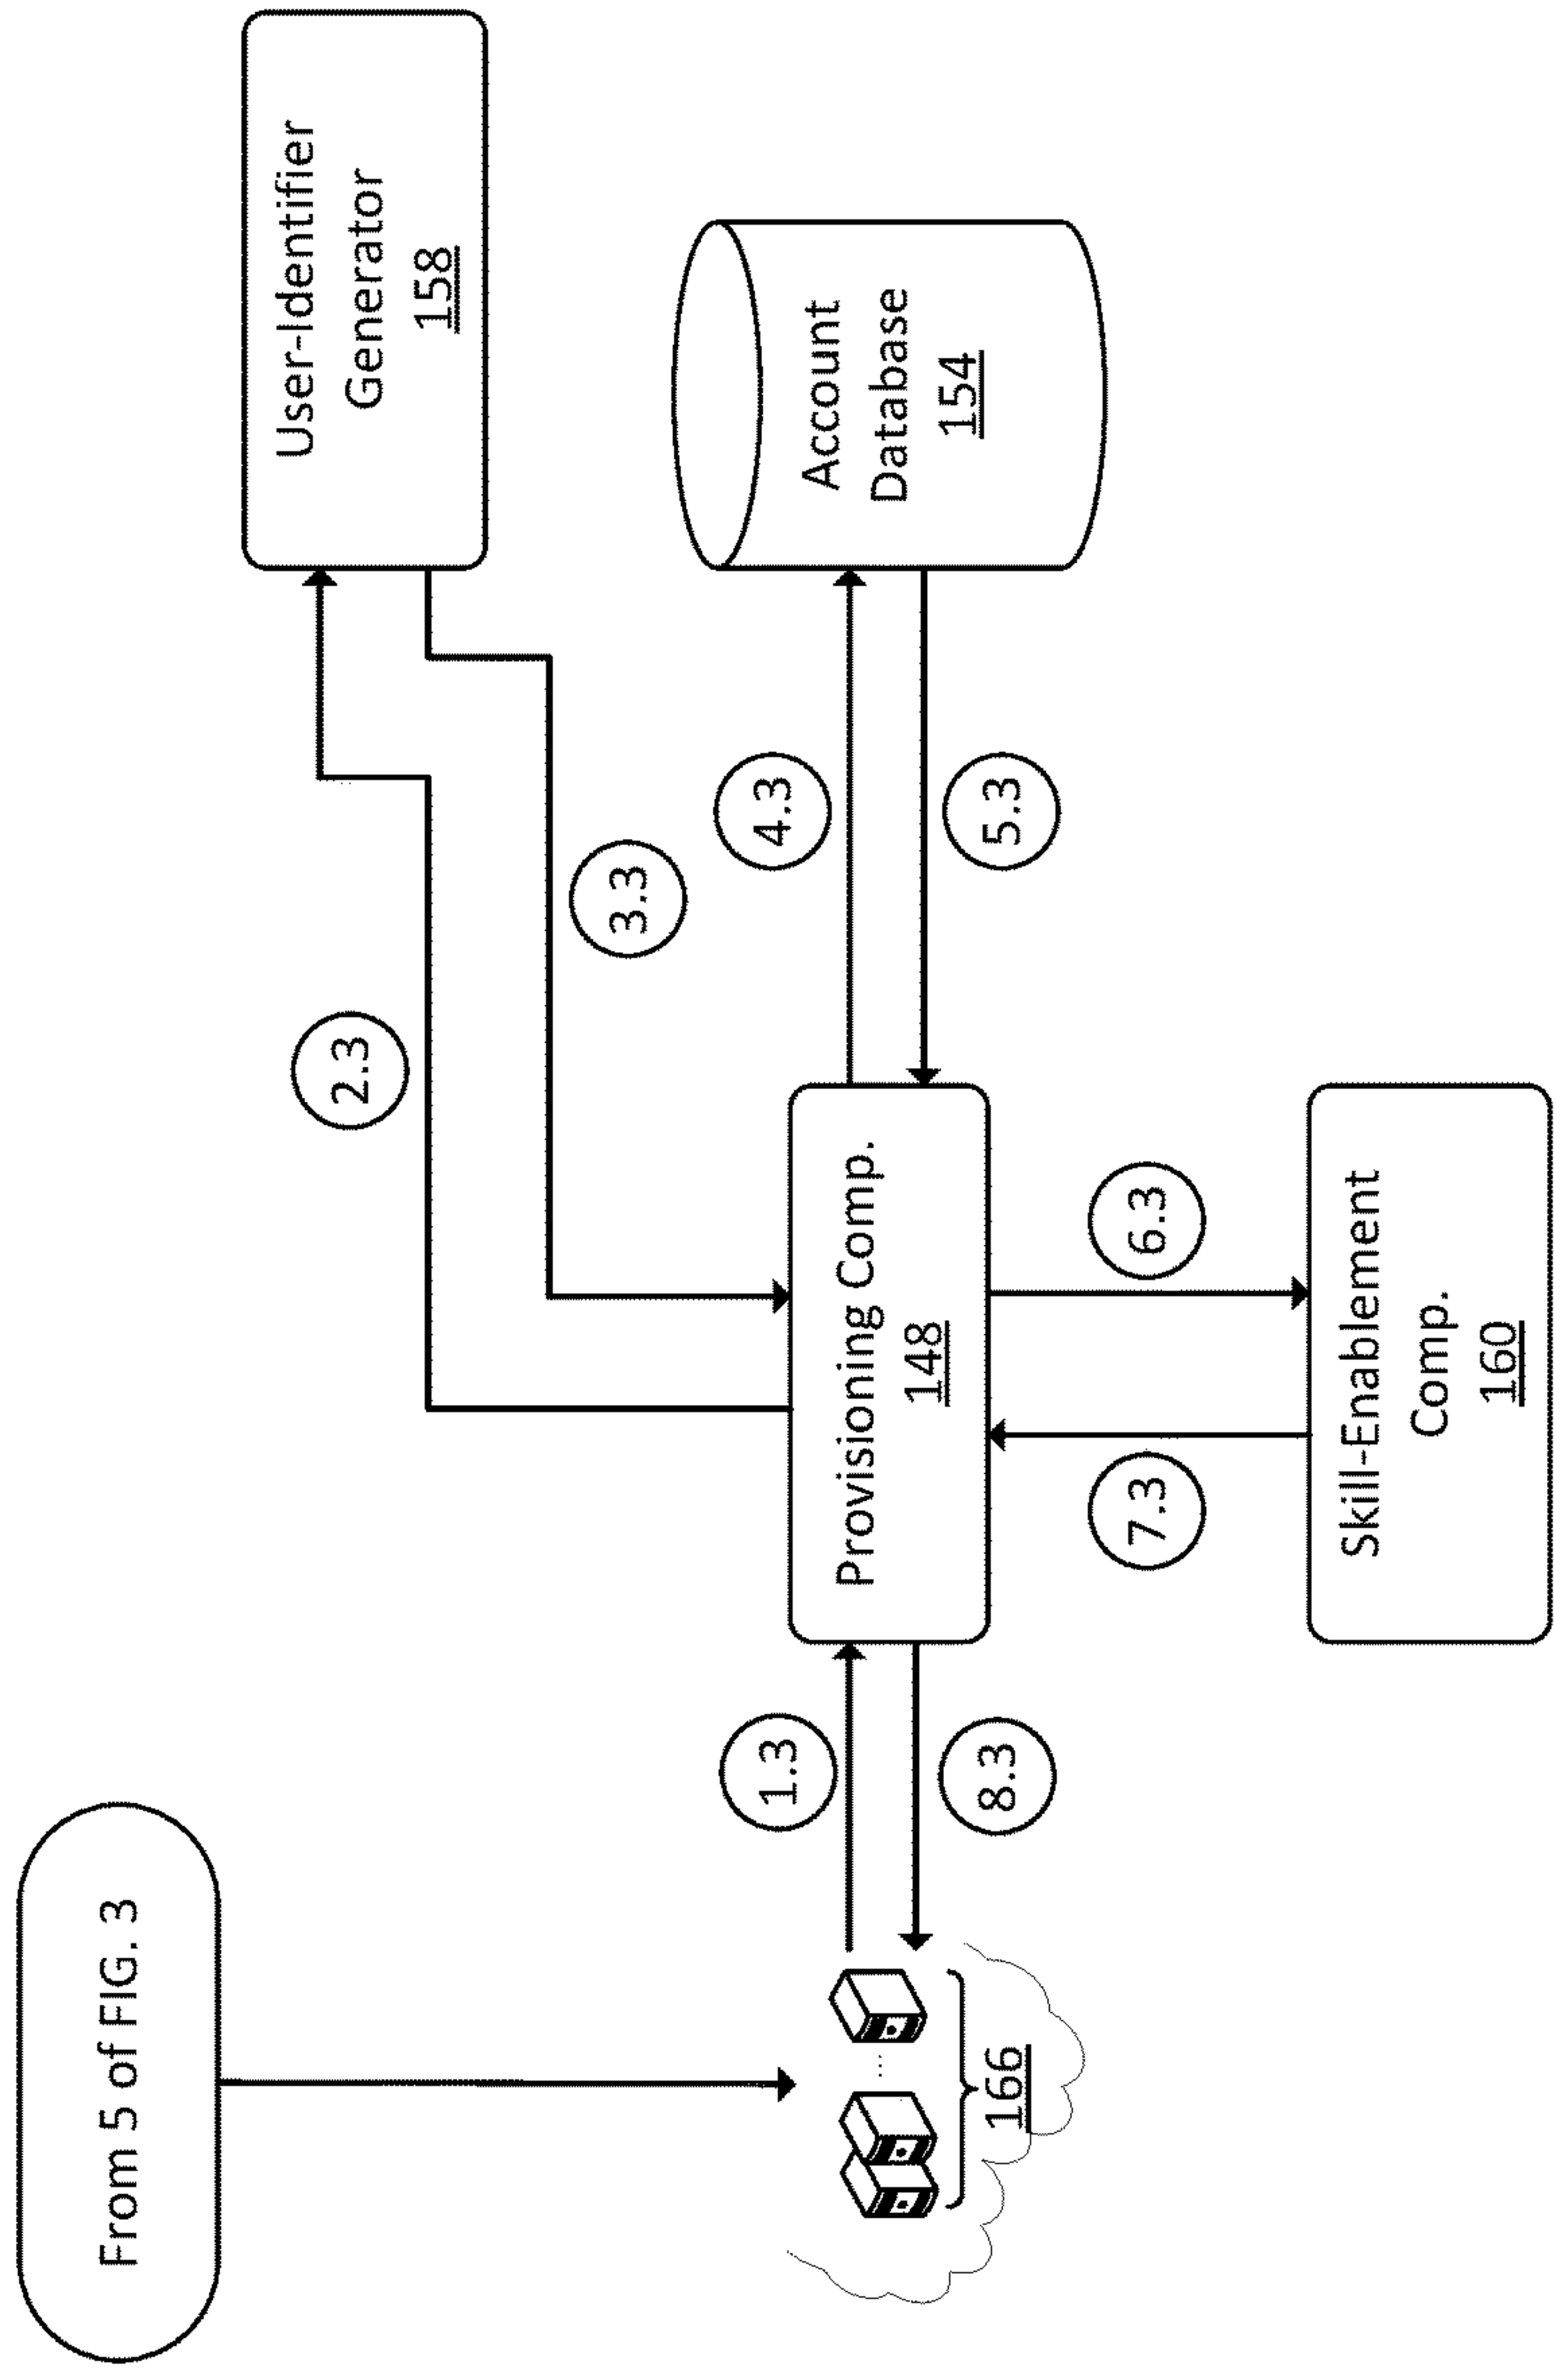 From 5 of FIG. 3
User-Identifier
Generator
158
2.3
3.3
1.3
8.3
166
Provisioning Comp.
148
4.3
5.3
Account
Database
154
7.3
6.3
Skill-Enablement
Comp.
160